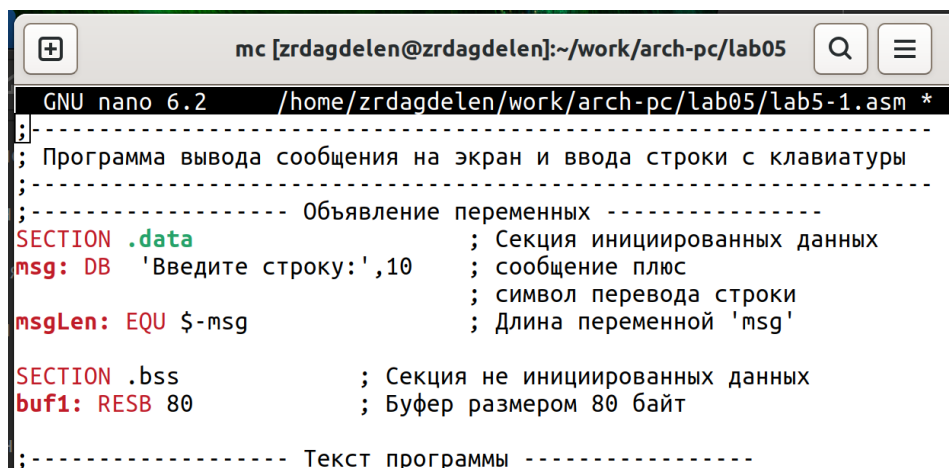 mc [zrdagdelen@zrdagdelen]:~/work/arch-pc/lab05
GNU nano 6.2 /home/zrdagdelen/work/arch-pc/lab05/lab5-1.asm *
;------------------------------------------------------------------
; Программа вывода сообщения на экран и ввода строки с клавиатуры
;------------------------------------------------------------------
;------------------- Объявление переменных ----------------
SECTION .data ; Секция инициированных данных
msg: DB 'Введите строку:',10 ; сообщение плюс
; символ перевода строки
msgLen: EQU $-msg ; Длина переменной 'msg'
SECTION .bss ; Секция не инициированных данных
buf1: RESB 80 ; Буфер размером 80 байт
;------------------- Текст программы -----------------